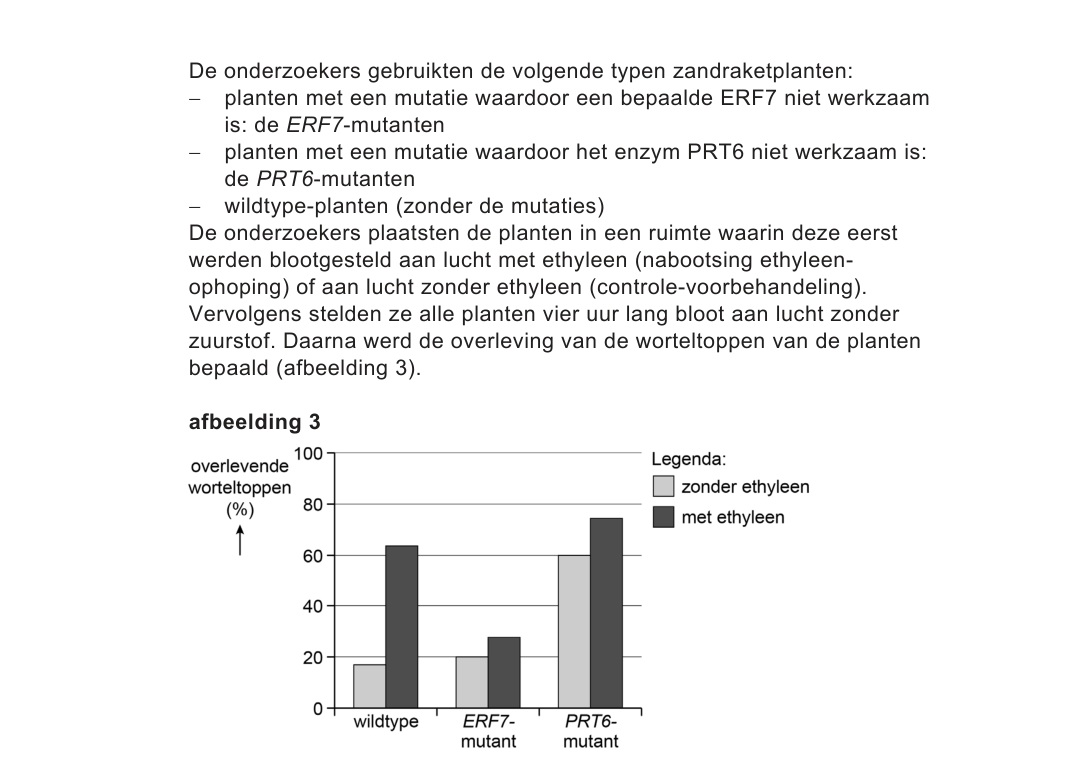 De onderzoekers gebruikten de volgende typen zandraketplanten:
– planten met een mutatie waardoor een bepaalde ERF7 niet werkzaam
is: de ERF7-mutanten
– planten met een mutatie waardoor het enzym PRT6 niet werkzaam is:
de PRT6-mutanten
– wildtype-planten (zonder de mutaties)
De onderzoekers plaatsten de planten in een ruimte waarin deze eerst
werden blootgesteld aan lucht met ethyleen (nabootsing ethyleen-
ophoping) of aan lucht zonder ethyleen (controle-voorbehandeling).
Vervolgens stelden ze alle planten vier uur lang bloot aan lucht zonder
zuurstof. Daarna werd de overleving van de worteltoppen van de planten
bepaald (afbeelding 3).
afbeelding 3
overlevende
worteltoppen
(%)
100
80
60
40
20
0
wildtype
ERF7-
mutant
PRT6-
mutant
Legenda:
zonder ethyleen
met ethyleen